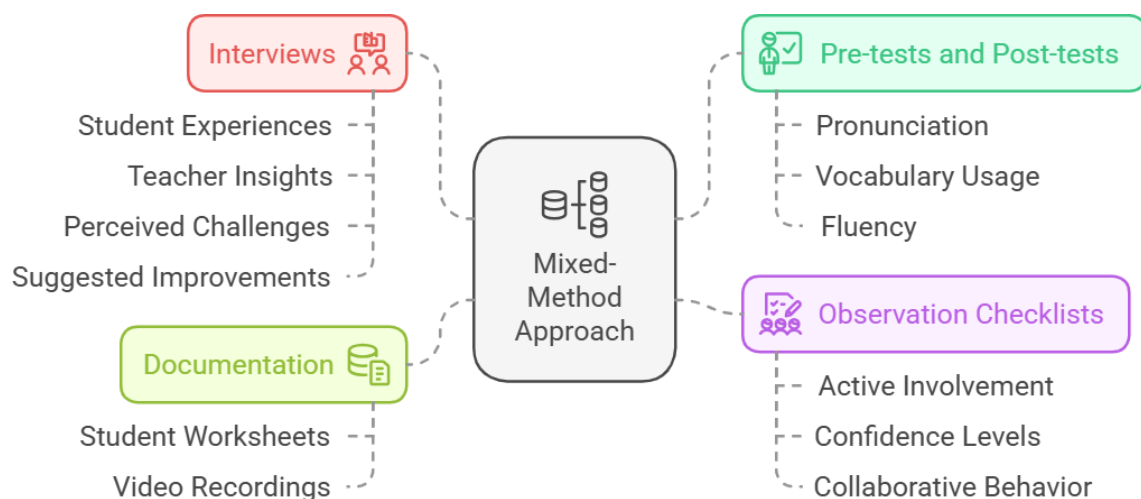 Interviews
Student Experiences
Teacher Insights
Perceived Challenges
Suggested Improvements
Documentation
Student Worksheets
Video Recordings
Mixed-
Method
Approach
Pre-tests and Post-tests
Pronunciation
Vocabulary Usage
Fluency
Observation Checklists
Active Involvement
Confidence Levels
Collaborative Behavior